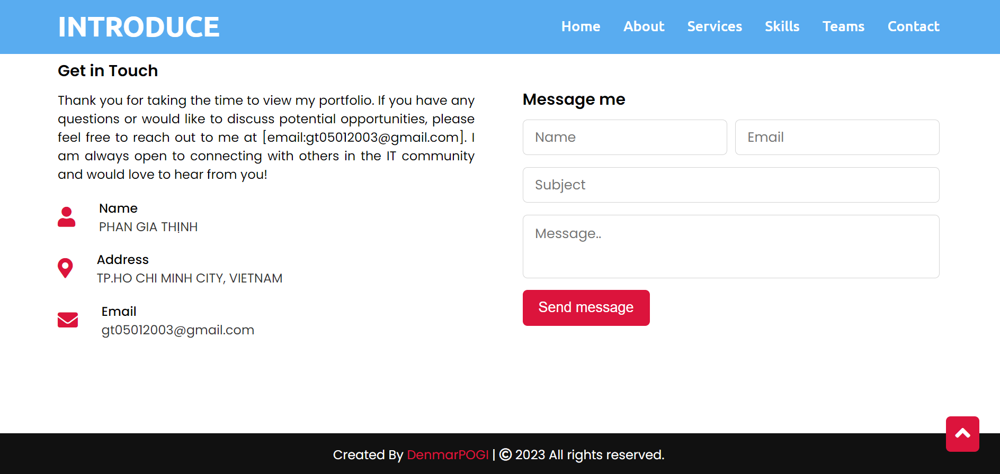 INTRODUCE
Home About Services Skills Teams Contact
Get in Touch
Thank you for taking the time to view my portfolio. If you have any
questions or would like to discuss potential opportunities, please
feel free to reach out to me at [email:gt05012003@gmail.com]. I
am always open to connecting with others in the IT community
and would love to hear from you!
Name
PHAN GIA THỊNH
Address
TP.HO CHI MINH CITY, VIETNAM
Email
gt05012003@gmail.com
Message me
Name Email
Subject
Message..
Send message
Created By DenmarPOGI | © 2023 All rights reserved.